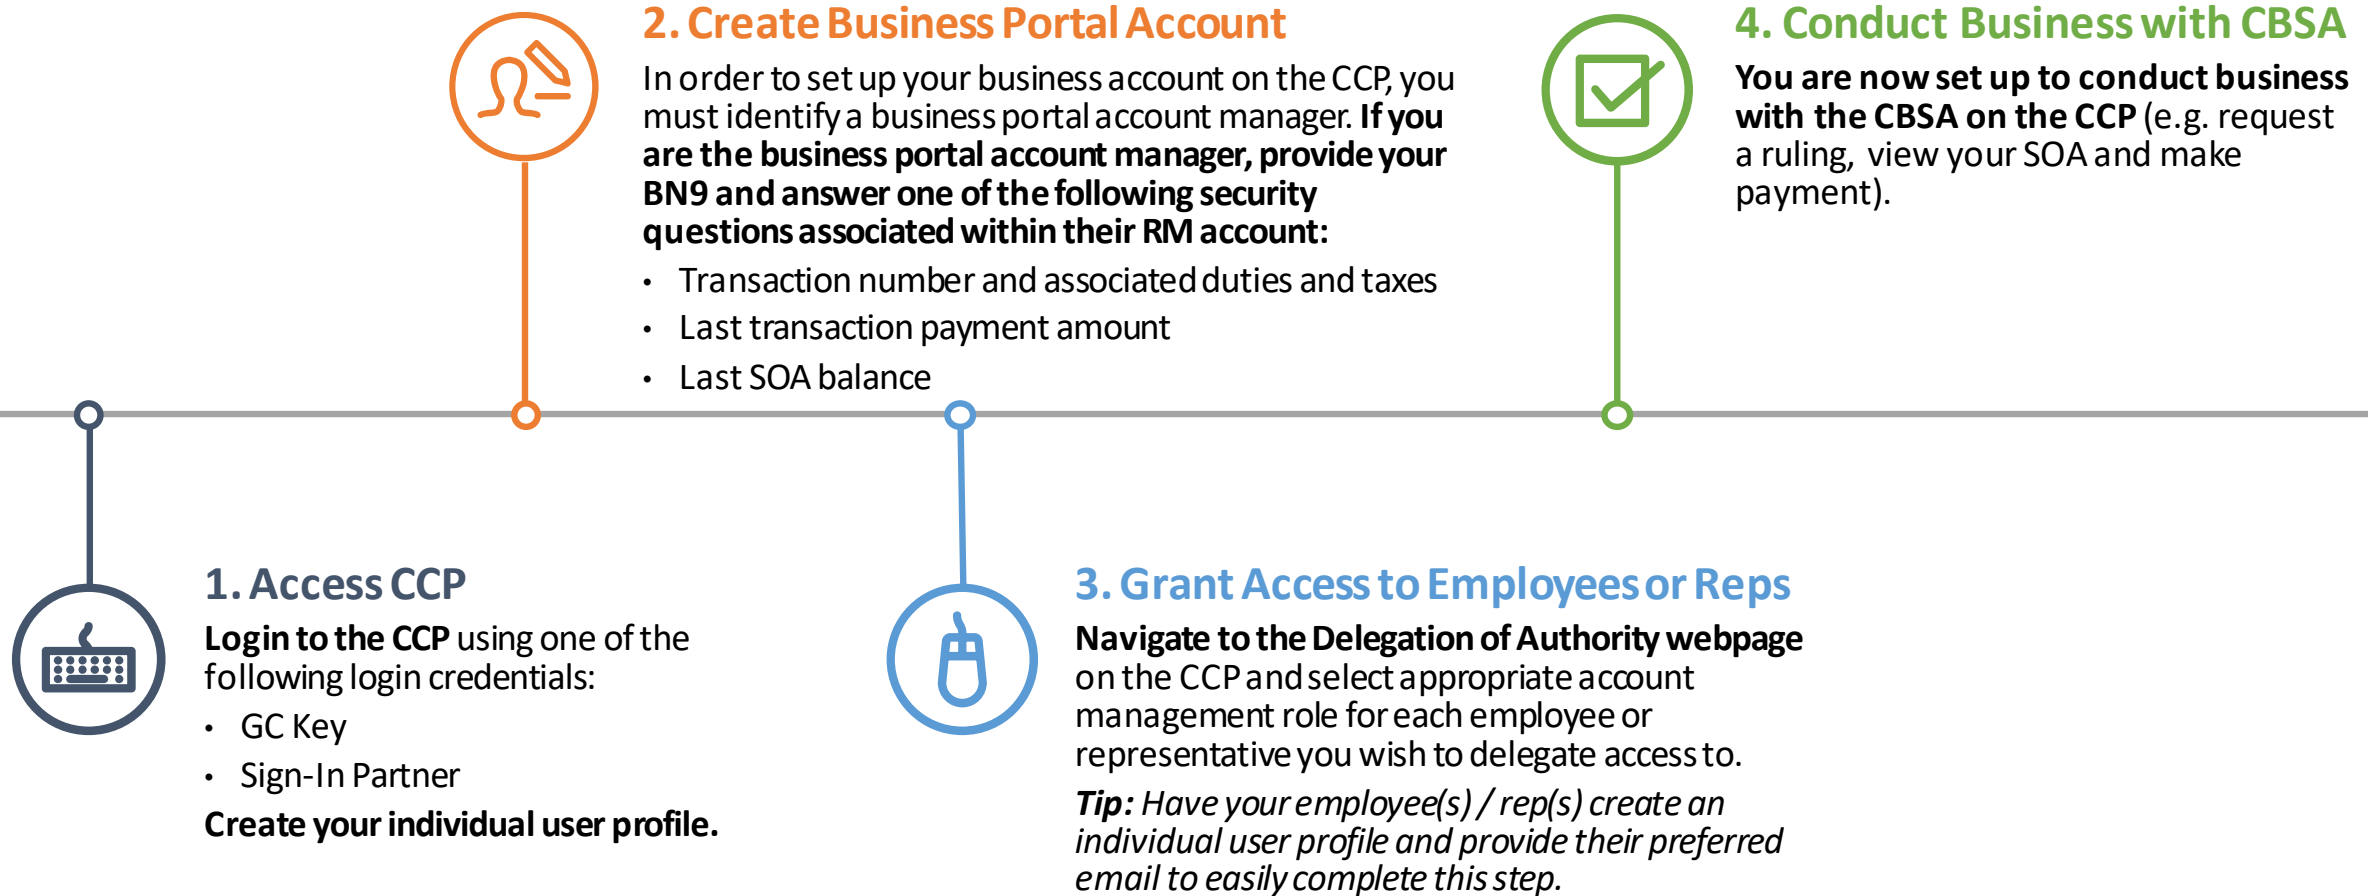 2. Create Business Portal Account
In order to set up your business account on the CCP, you
must identify a business portal account manager. If you
are the business portal account manager, provide your
BN9 and answer one of the following security
questions associated within their RM account:
• Transaction number and associated duties and taxes
• Last transaction payment amount
• Last SOA balance
4. Conduct Business with CBSA
You are now set up to conduct business
with the CBSA on the CCP (e.g. request
a ruling, view your SOA and make
payment).
1. Access CCP
Login to the CCP using one of the
following login credentials:
• GC Key
• Sign-In Partner
Create your individual user profile.
3. Grant Access to Employees or Reps
Navigate to the Delegation of Authority webpage
on the CCP and select appropriate account
management role for each employee or
representative you wish to delegate access to.
Tip: Have your employee(s) / rep(s) create an
individual user profile and provide their preferred
email to easily complete this step.